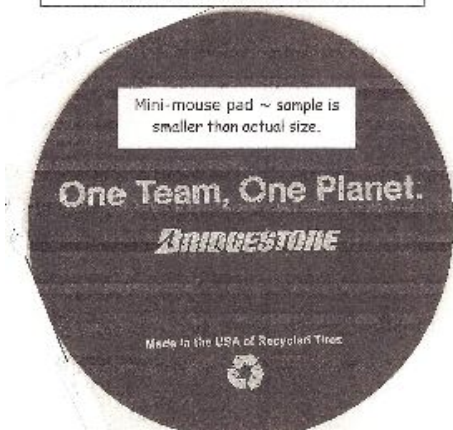 Mini-mouse pad ~ sample is
smaller than actual size.
One Team, One Planet.
BRIDGESTONE
Made in the USA of Recycled Tires